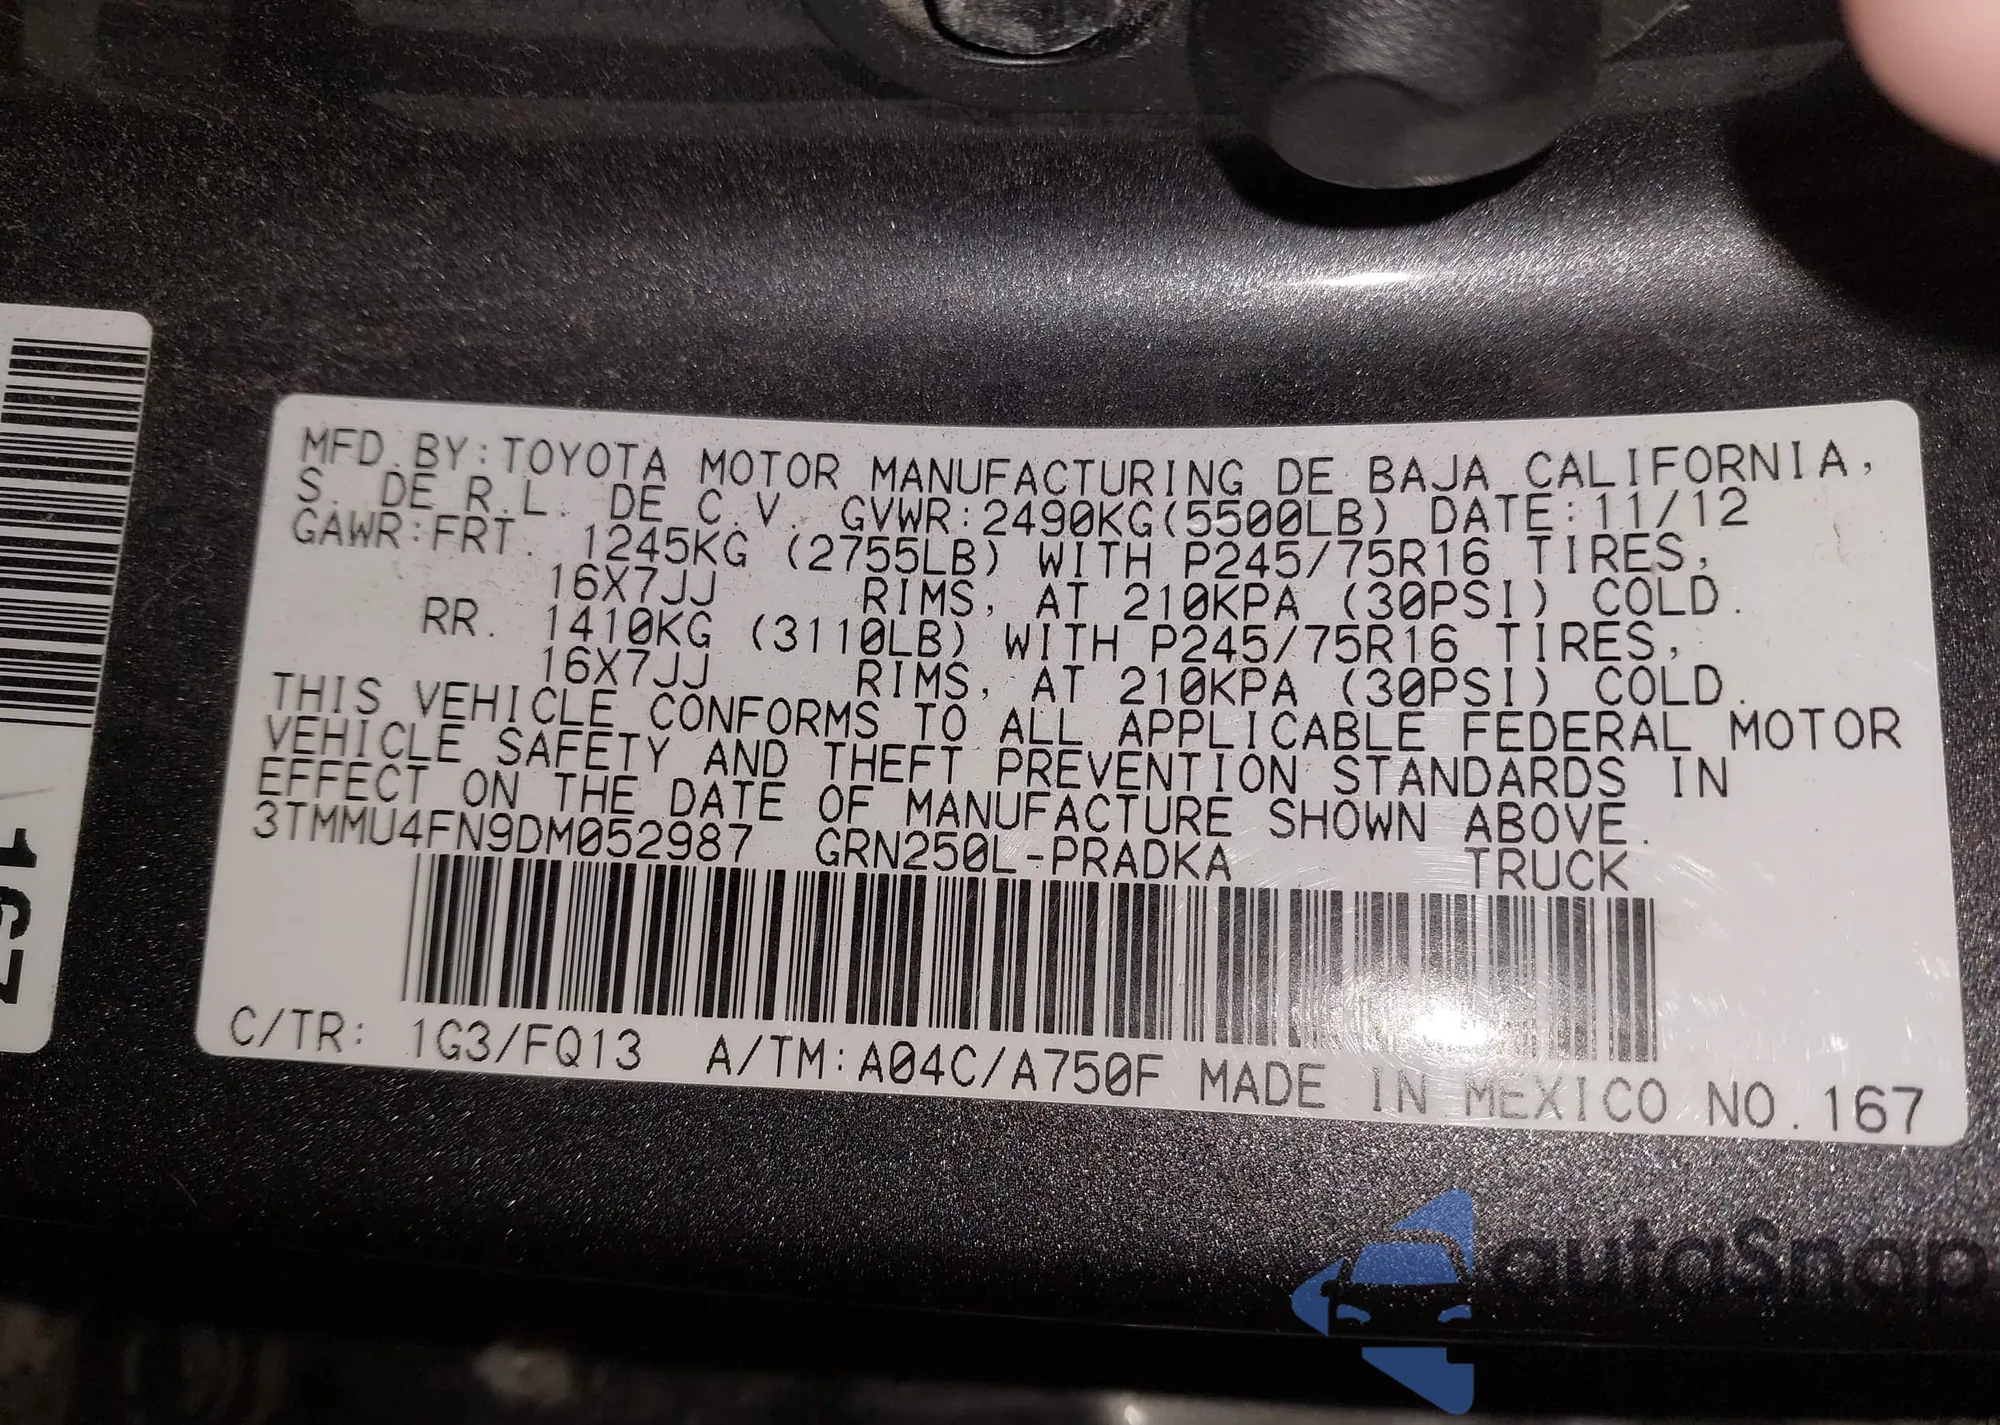 MFD.BY:TOYOTA MOTOR MANUFACTURING DE BAJA CALIFORNIA,
S. DE R.L. DE C.V. GVWR:2490KG(5500LB) DATE:11/12
GAWR:FRT. 1245KG (2755LB) WITH P245/75R16 TIRES,
16X7JJ RIMS, AT 210KPA (30PSI) COLD.
RR. 1410KG (3110LB) WITH P245/75R16 TIRES,
16X7JJ RIMS, AT 210KPA (30PSI) COLD.
THIS VEHICLE CONFORMS TO ALL APPLICABLE FEDERAL MOTOR
VEHICLE SAFETY AND THEFT PREVENTION STANDARDS IN
EFFECT ON THE DATE OF MANUFACTURE SHOWN ABOVE.
3TMMU4FN9DM052987 GRN250L-PRADKA TRUCK
C/TR: 1G3/FQ13 A/TM:A04C/A750F MADE IN MEXICO NO.167
167
autoSnap